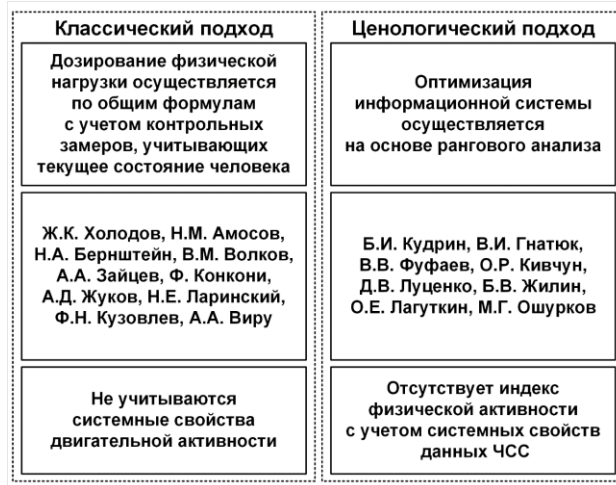 Классический подход
Дозирование физической
нагрузки осуществляется
по общим формулам
с учетом контрольных
замеров, учитывающих
текущее состояние человека
Ж.К. Холодов, Н.М. Амосов,
Н.А. Бернштейн, В.М. Волков,
А.А. Зайцев, Ф. Конкони,
А.Д. Жуков, Н.Е. Ларинский,
Ф.Н. Кузовлев, А.А. Виру
Не учитываются
системные свойства
двигательной активности
Ценологический подход
Оптимизация
информационной системы
осуществляется
на основе рангового анализа
Б.И. Кудрин, В.И. Гнатюк,
В.В. Фуфаев, О.Р. Кивчун,
Д.В. Луценко, Б.В. Жилин,
О.Е. Лагуткин, М.Г. Ошурков
Отсутствует индекс
физической активности
с учетом системных свойств
данных ЧСС